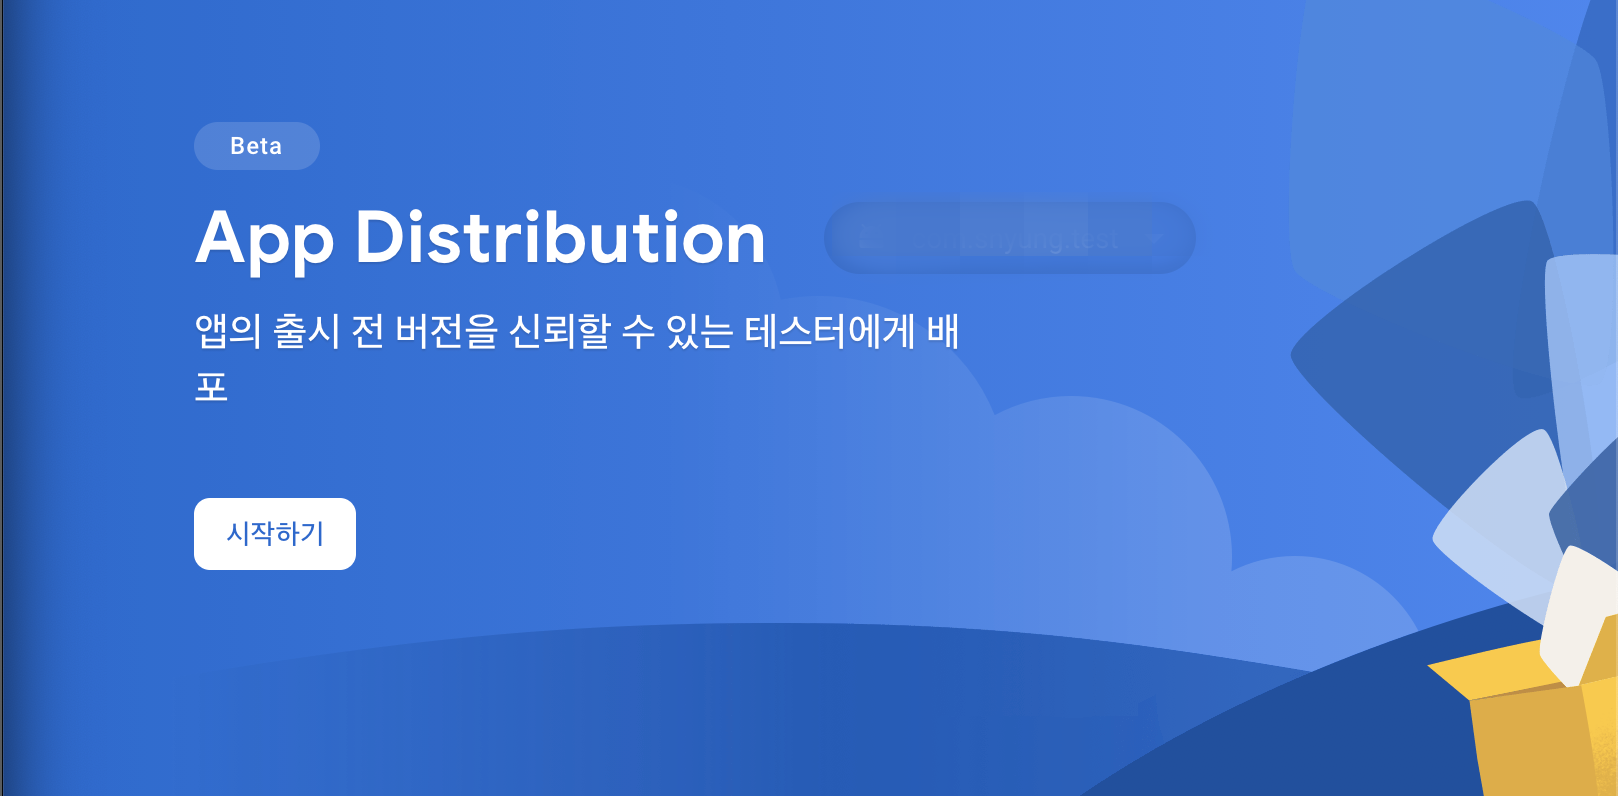 Beta
App Distribution
앱의 출시 전 버전을 신뢰할 수 있는 테스터에게 배
포
시작하기